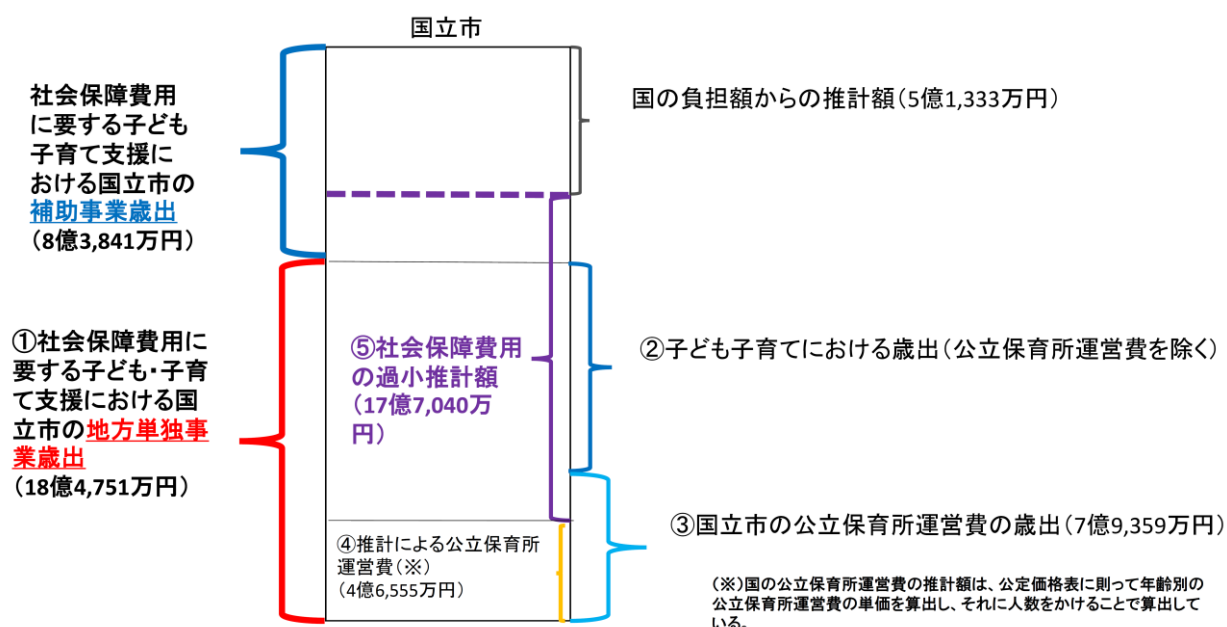 国立市
社会保障費用
に要する子ども
子育て支援に
おける国立市の
補助事業歳出
（8億3,841万円）
国の負担額からの推計額（5億1,333万円）
①社会保障費用に
要する子ども・子育
て支援における国
立市の地方単独事
業歳出
（18億4,751万円）
⑤社会保障費用
の過小推計額
（17億7,040万
円）
②子ども子育てにおける歳出（公立保育所運営費を除く）
④推計による公立保育所
運営費（※）
（4億6,555万円）
③国立市の公立保育所運営費の歳出（7億9,359万円）
（※）国の公立保育所運営費の推計額は、公定価格表に則って年齢別の
公立保育所運営費の単価を算出し、それに人数をかけることで算出して
いる。